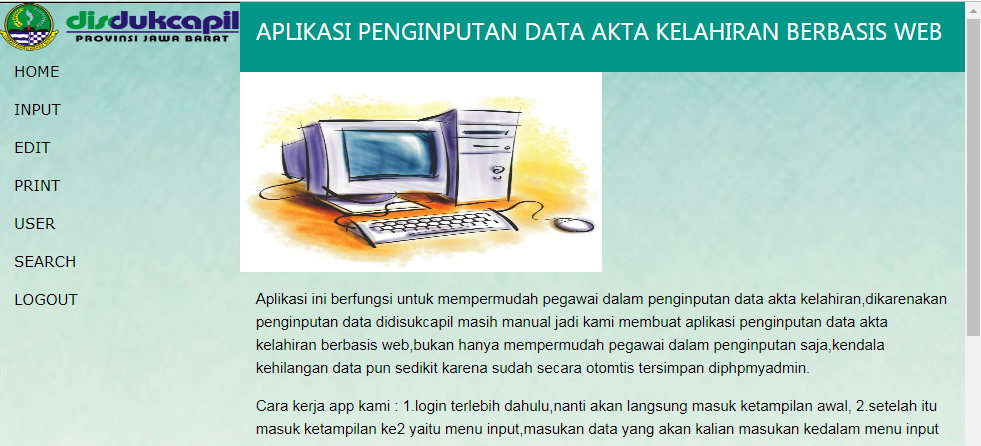 disdukcapil
PROVINSI JAWA BARAT
HOME
INPUT
EDIT
PRINT
USER
SEARCH
LOGOUT
APLIKASI PENGINPUTAN DATA AKTA KELAHIRAN BERBASIS WEB
Aplikasi ini berfungsi untuk mempermudah pegawai dalam penginputan data akta kelahiran,dikarenakan
penginputan data didisukcapil masih manual jadi kami membuat aplikasi penginputan data akta
kelahiran berbasis web,bukan hanya mempermudah pegawai dalam penginputan saja,kendala
kehilangan data pun sedikit karena sudah secara otomtis tersimpan diphpmyadmin.
Cara kerja app kami : 1.login terlebih dahulu,nanti akan langsung masuk ketampilan awal, 2.setelah itu
masuk ketampilan ke2 yaitu menu input,masukan data yang akan kalian masukan kedalam menu input